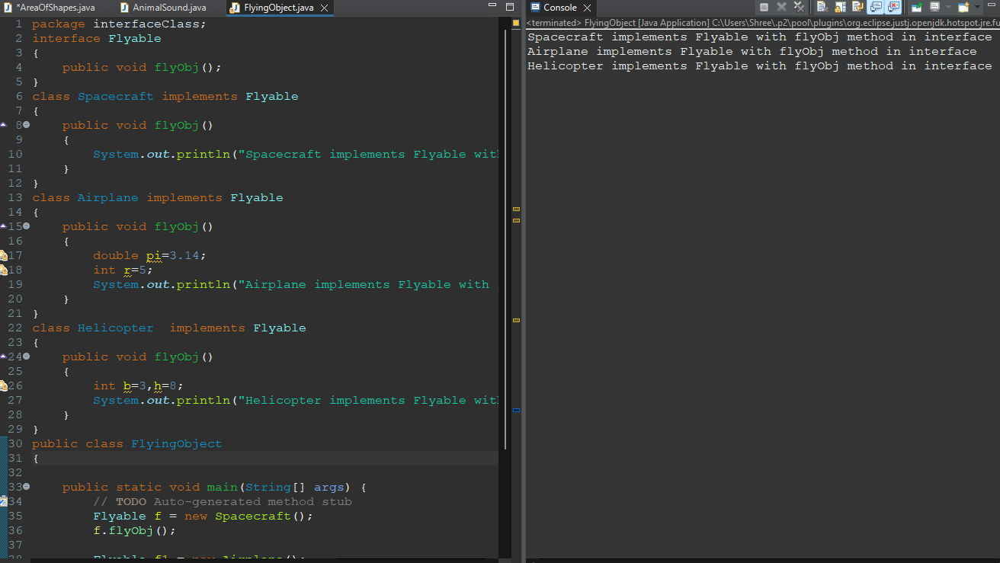 *AreaOfShapes.java AnimalSound.java FlyingObject.java
1 package interfaceClass;
2 interface Flyable
3 {
4 public void flyObj();
5 }
6 class Spacecraft implements Flyable
7 {
8 public void flyObj()
9 {
10 System.out.println("Spacecraft implements Flyable wit
11 }
12 }
13 class Airplane implements Flyable
14 {
15 public void flyObj()
16 {
17 double pi=3.14;
18 int r=5;
19 System.out.println("Airplane implements Flyable with
20 }
21 }
22 class Helicopter implements Flyable
23 {
24 public void flyObj()
25 {
26 int b=3,h=8;
27 System.out.println("Helicopter implements Flyable wit
28 }
29 }
30 public class FlyingObject
31 {
32
33 public static void main(String[] args) {
34 // TODO Auto-generated method stub
35 Flyable f = new Spacecraft();
36 f.flyObj();
37
38 Flyable f1 = new Airplane();
Console
<terminated> FlyingObject [Java Application] C:\Users\Shree\.p2\pool\plugins\org.eclipse.justj.openjdk.hotspot.jre.fu
Spacecraft implements Flyable with flyObj method in interface
Airplane implements Flyable with flyObj method in interface
Helicopter implements Flyable with flyObj method in interface